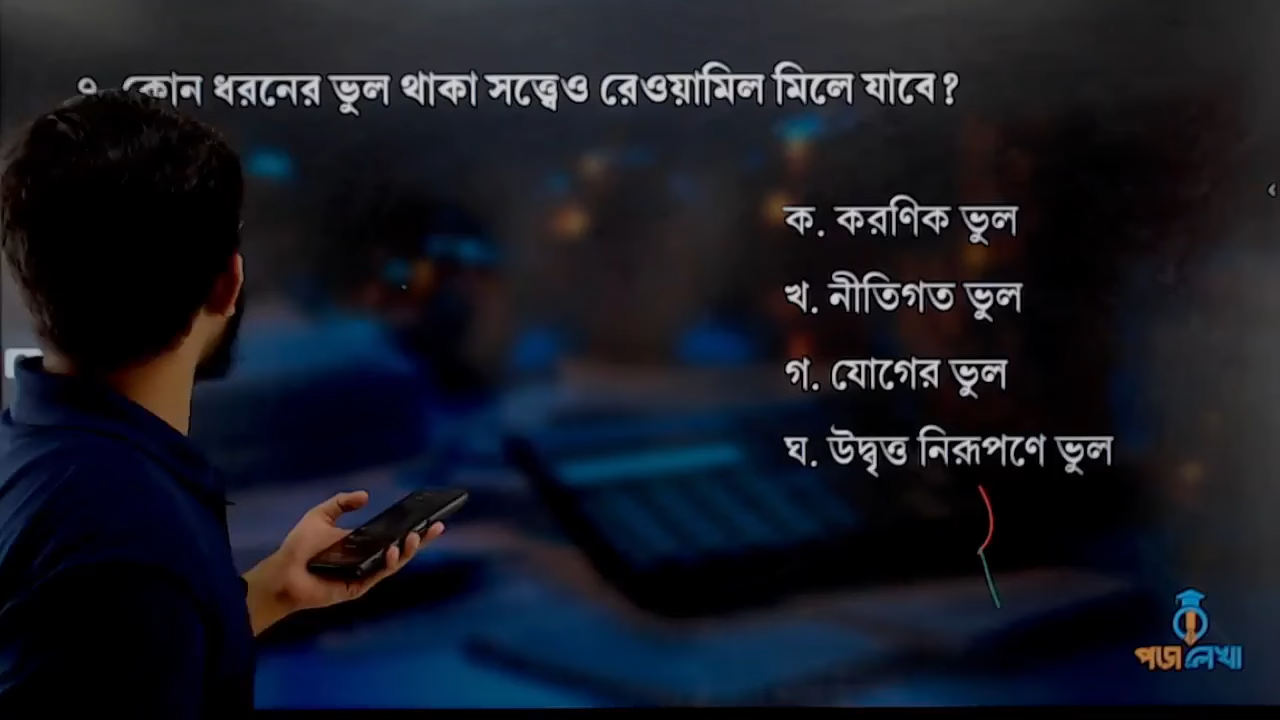 কোন ধরনের ভুল থাকা সত্ত্বেও রেওয়ামিল মিলে যাবে?
ক. করণিক ভুল
খ. নীতিগত ভুল
গ. যোগের ভুল
ঘ. উদ্বৃত্ত নিরূপণে ভুল
পড়ালেখা